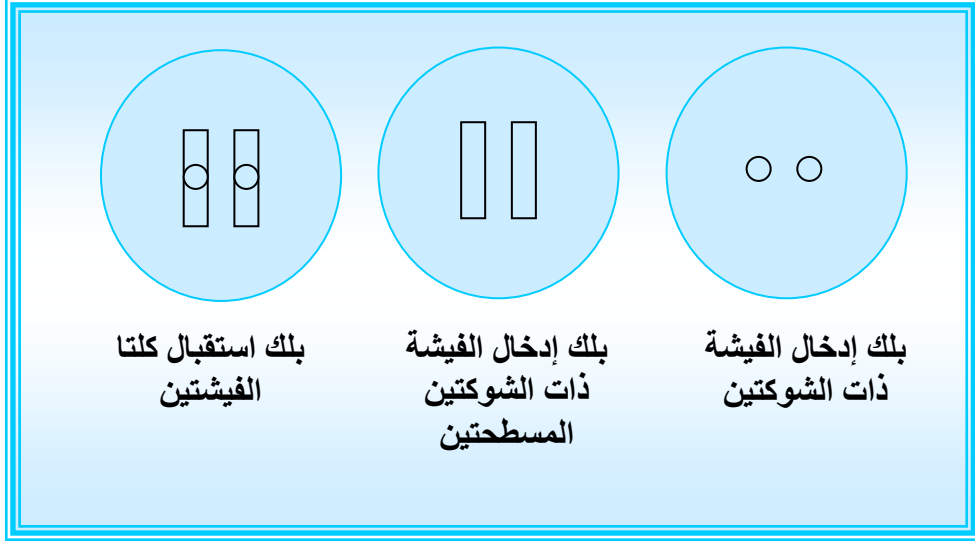 بلك إدخال الفيشة
ذات الشوكتين
بلك إدخال الفيشة
ذات الشوكتين
المسطحتين
بلك استقبال كلتا
الفيشتين